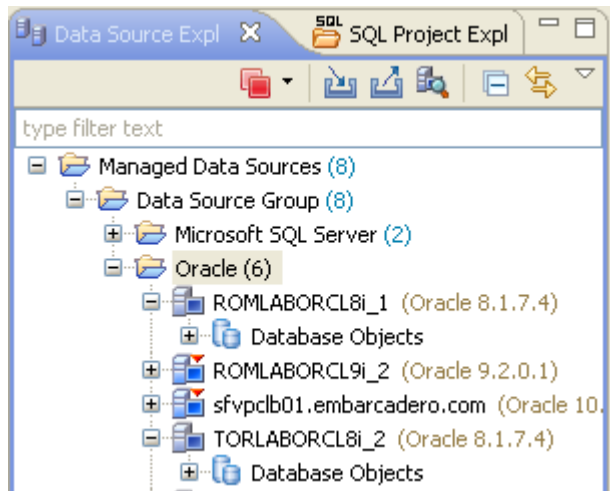 Data Source Expl SQL SQL Project Expl
type filter text
Managed Data Sources (8)
Data Source Group (8)
Microsoft SQL Server (2)
Oracle (6)
ROMLABORCL8i_1 (Oracle 8.1.7.4)
Database Objects
ROMLABORCL9i_2 (Oracle 9.2.0.1)
sfvpclb01.embarcadero.com (Oracle 10.
TORLABORCL8i_2 (Oracle 8.1.7.4)
Database Objects